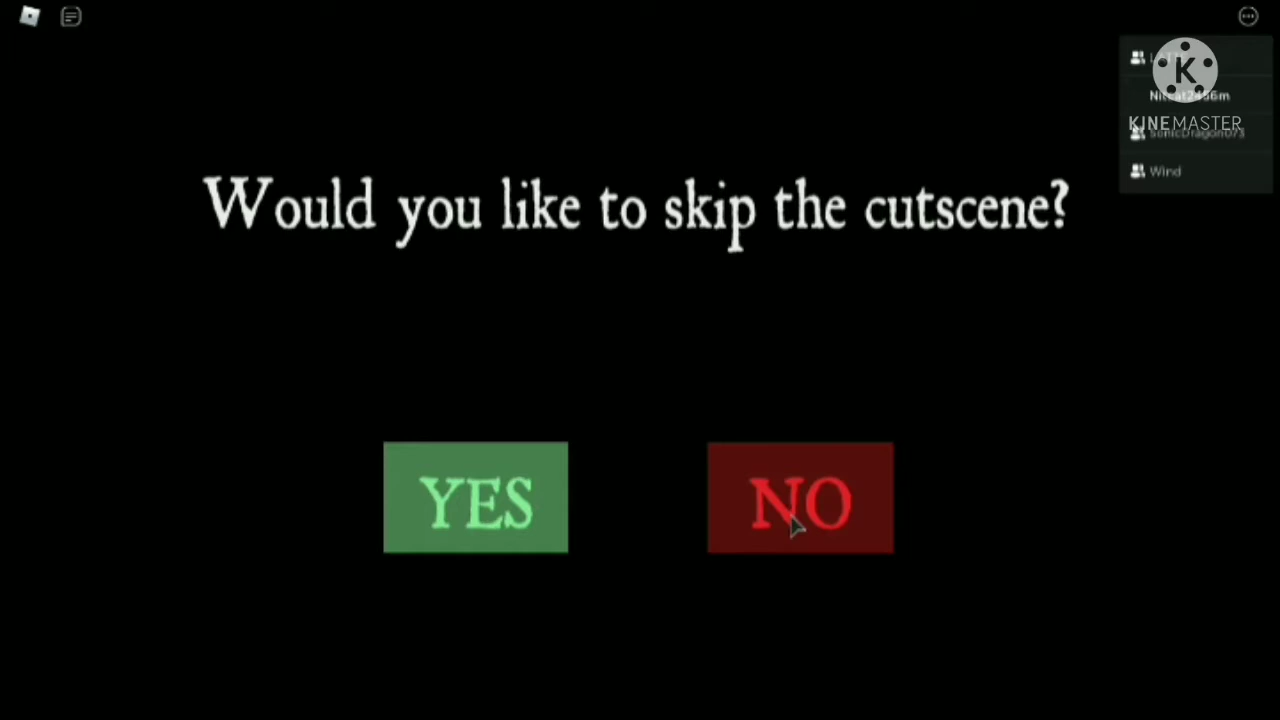 Would you like to skip the cutscene?
YES
NO
K
KINEMASTER
Wind